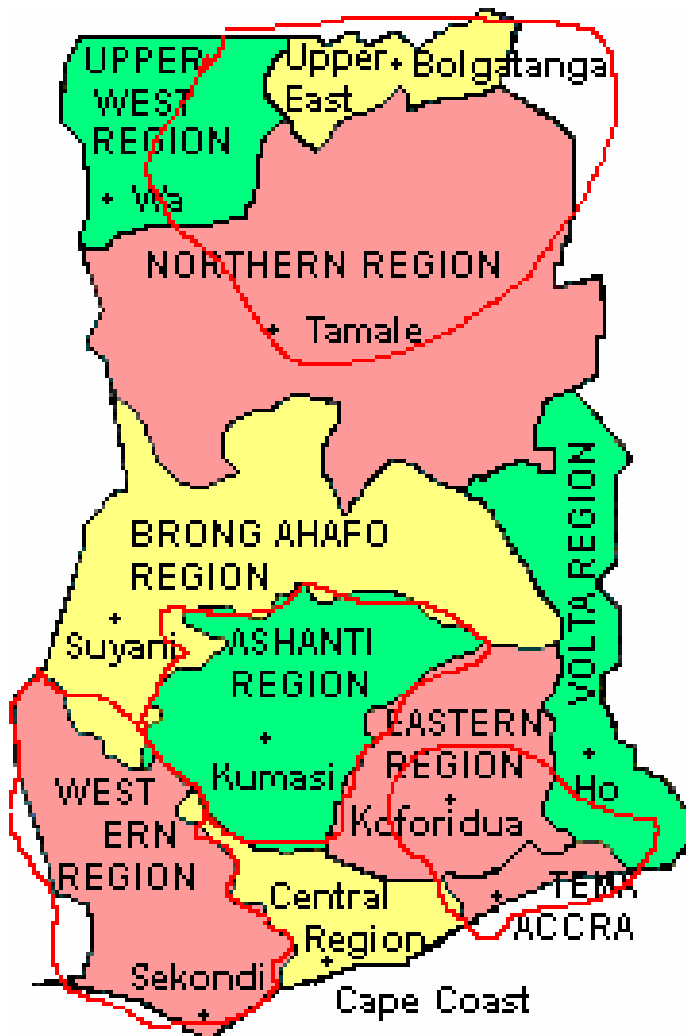 UPPER
WEST
REGION
Wa
Upper
East
Bolgatanga
NORTHERN REGION
Tamale
BRONG AHAFO
REGION
Suyani
ASHANTI
REGION
Kumasi
VOLTA REGION
Ho
EASTERN
REGION
Koforidua
WEST
ERN
REGION
Sekondi
Central
Region
Cape Coast
TEMA
ACCRA